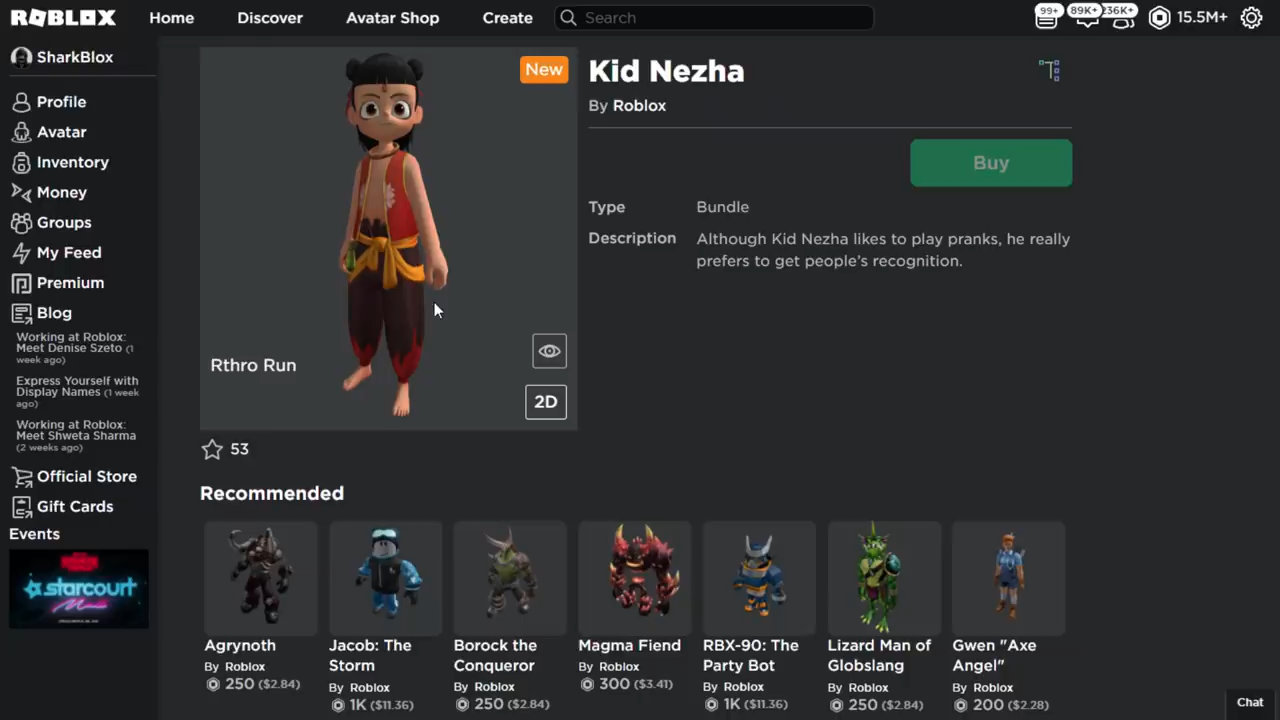 ROBLOX
Home
Discover
Avatar Shop
Create
Search
99+
89K+
236K+
15.5M+
SharkBlox
Profile
Avatar
Inventory
Money
Groups
My Feed
Premium
Blog
Working at Roblox:
Meet Denise Szeto (1
week ago)
Express Yourself with
Display Names (1 week
ago)
Working at Roblox:
Meet Shweta Sharma
(2 weeks ago)
Official Store
Gift Cards
Events
starcourt
New
Rthro Run
2D
53
Kid Nezha
By Roblox
Buy
Type
Bundle
Description
Although Kid Nezha likes to play pranks, he really
prefers to get people’s recognition.
Recommended
Agrynoth
By Roblox
250 ($2.84)
Jacob: The
Storm
By Roblox
1K ($11.36)
Borock the
Conqueror
By Roblox
250 ($2.84)
Magma Fiend
By Roblox
300 ($3.41)
RBX-90: The
Party Bot
By Roblox
1K ($11.36)
Lizard Man of
Globslang
By Roblox
250 ($2.84)
Gwen "Axe
Angel"
By Roblox
200 ($2.28)
Chat